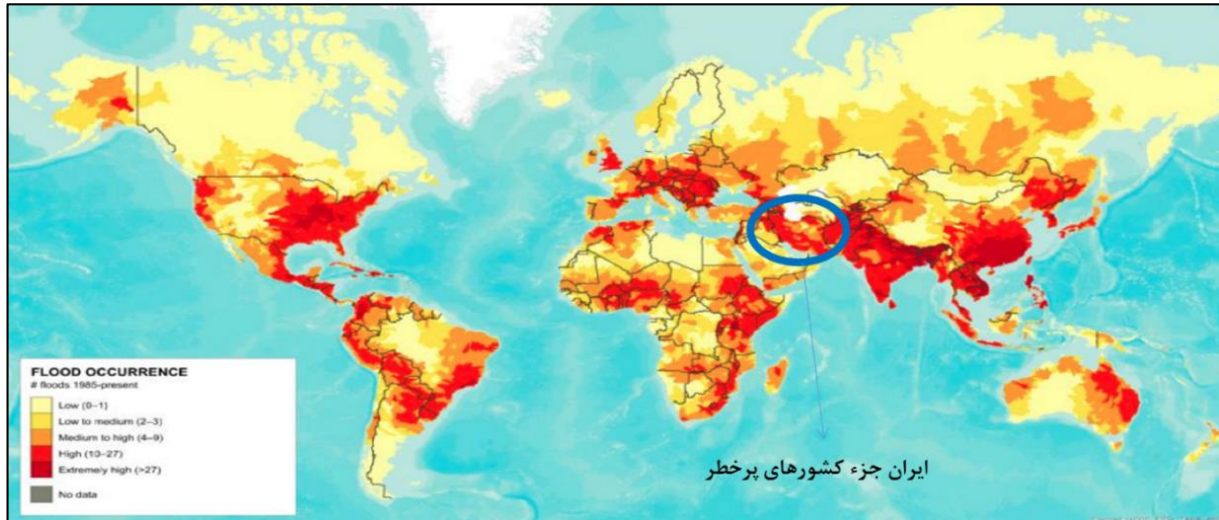 FLOOD OCCURRENCE
# floods 1985-present
Low (0–1)
Low to medium (2–3)
Medium to high (4–9)
High (10–27)
Extremely high (>27)
No data
ایران جزء کشورهای پرخطر